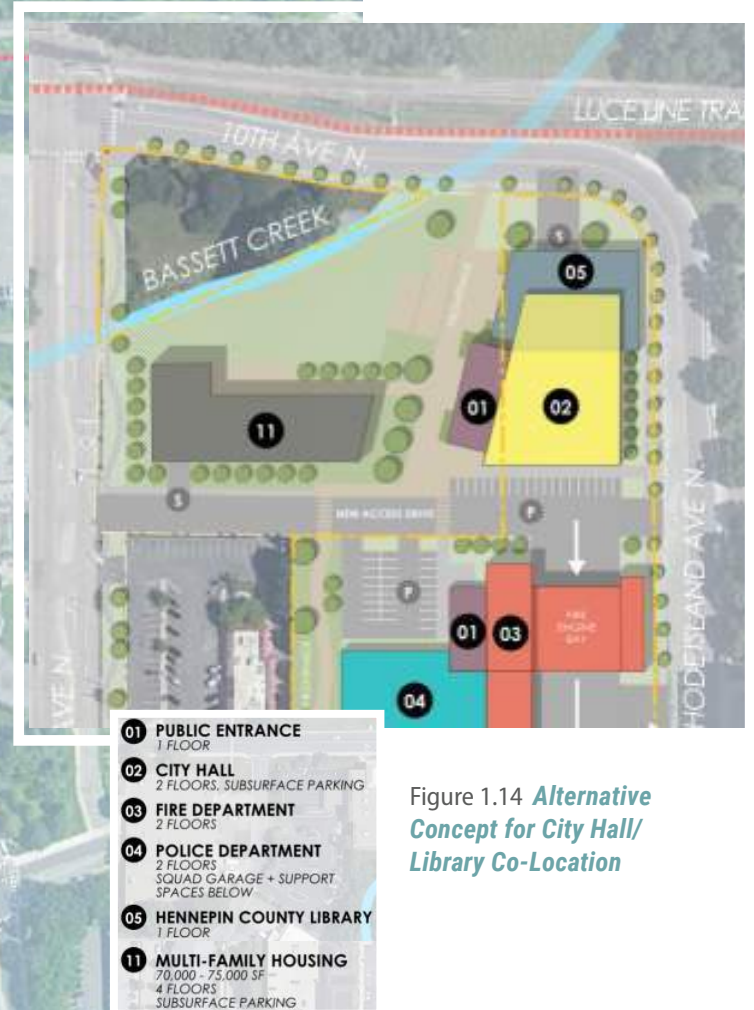 LUCE LINE TRA
10TH AVE N.
BASSETT CREEK
S
05
01
02
11
S
NEW ACCESS DRIVE
P
P
FIRE
ENGINE
BAY
01
03
04
AVE N.
HODE ISLAND AVE N.
01 PUBLIC ENTRANCE
1 FLOOR
02 CITY HALL
2 FLOORS, SUBSURFACE PARKING
03 FIRE DEPARTMENT
2 FLOORS
04 POLICE DEPARTMENT
2 FLOORS
SQUAD GARAGE + SUPPORT
SPACES BELOW
05 HENNEPIN COUNTY LIBRARY
1 FLOOR
11 MULTI-FAMILY HOUSING
70,000 - 75,000 SF
4 FLOORS
SUBSURFACE PARKING
Figure 1.14 Alternative
Concept for City Hall/
Library Co-Location